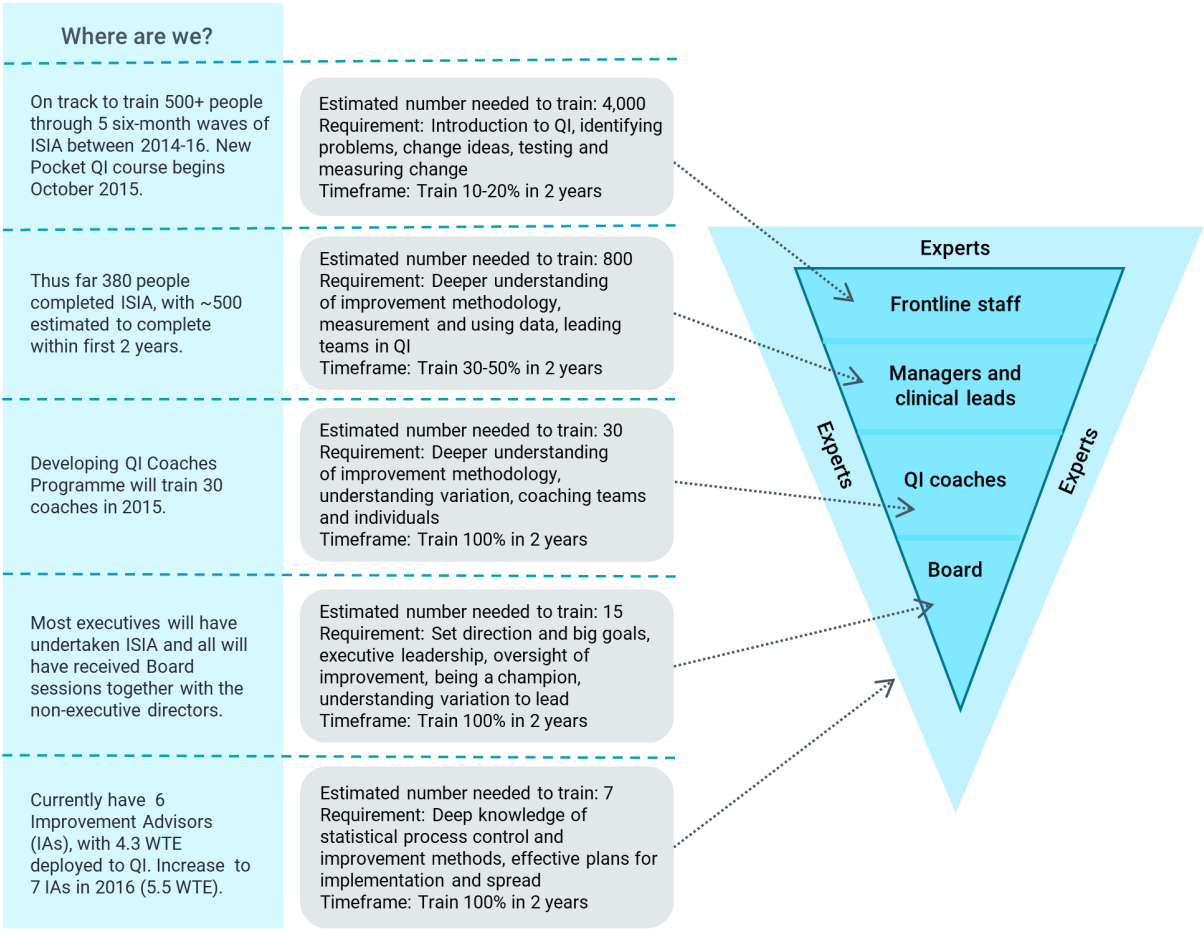 Where are we?
On track to train 500+ people
through 5 six-month waves of
ISIA between 2014-16. New
Pocket QI course begins
October 2015.
Estimated number needed to train: 4,000
Requirement: Introduction to QI, identifying
problems, change ideas, testing and
measuring change
Timeframe: Train 10-20% in 2 years
Thus far 380 people
completed ISIA, with ~500
estimated to complete
within first 2 years.
Estimated number needed to train: 800
Requirement: Deeper understanding
of improvement methodology,
measurement and using data, leading
teams in QI
Timeframe: Train 30-50% in 2 years
Developing QI Coaches
Programme will train 30
coaches in 2015.
Estimated number needed to train: 30
Requirement: Deeper understanding
of improvement methodology,
understanding variation, coaching teams
and individuals
Timeframe: Train 100% in 2 years
Most executives will have
undertaken ISIA and all will
have received Board
sessions together with the
non-executive directors.
Estimated number needed to train: 15
Requirement: Set direction and big goals,
executive leadership, oversight of
improvement, being a champion,
understanding variation to lead
Timeframe: Train 100% in 2 years
Currently have 6
Improvement Advisors
(IAs), with 4.3 WTE
deployed to QI. Increase to
7 IAs in 2016 (5.5 WTE).
Estimated number needed to train: 7
Requirement: Deep knowledge of
statistical process control and
improvement methods, effective plans for
implementation and spread
Timeframe: Train 100% in 2 years
Experts
Frontline staff
Managers and
clinical leads
Experts
Experts
QI coaches
Board